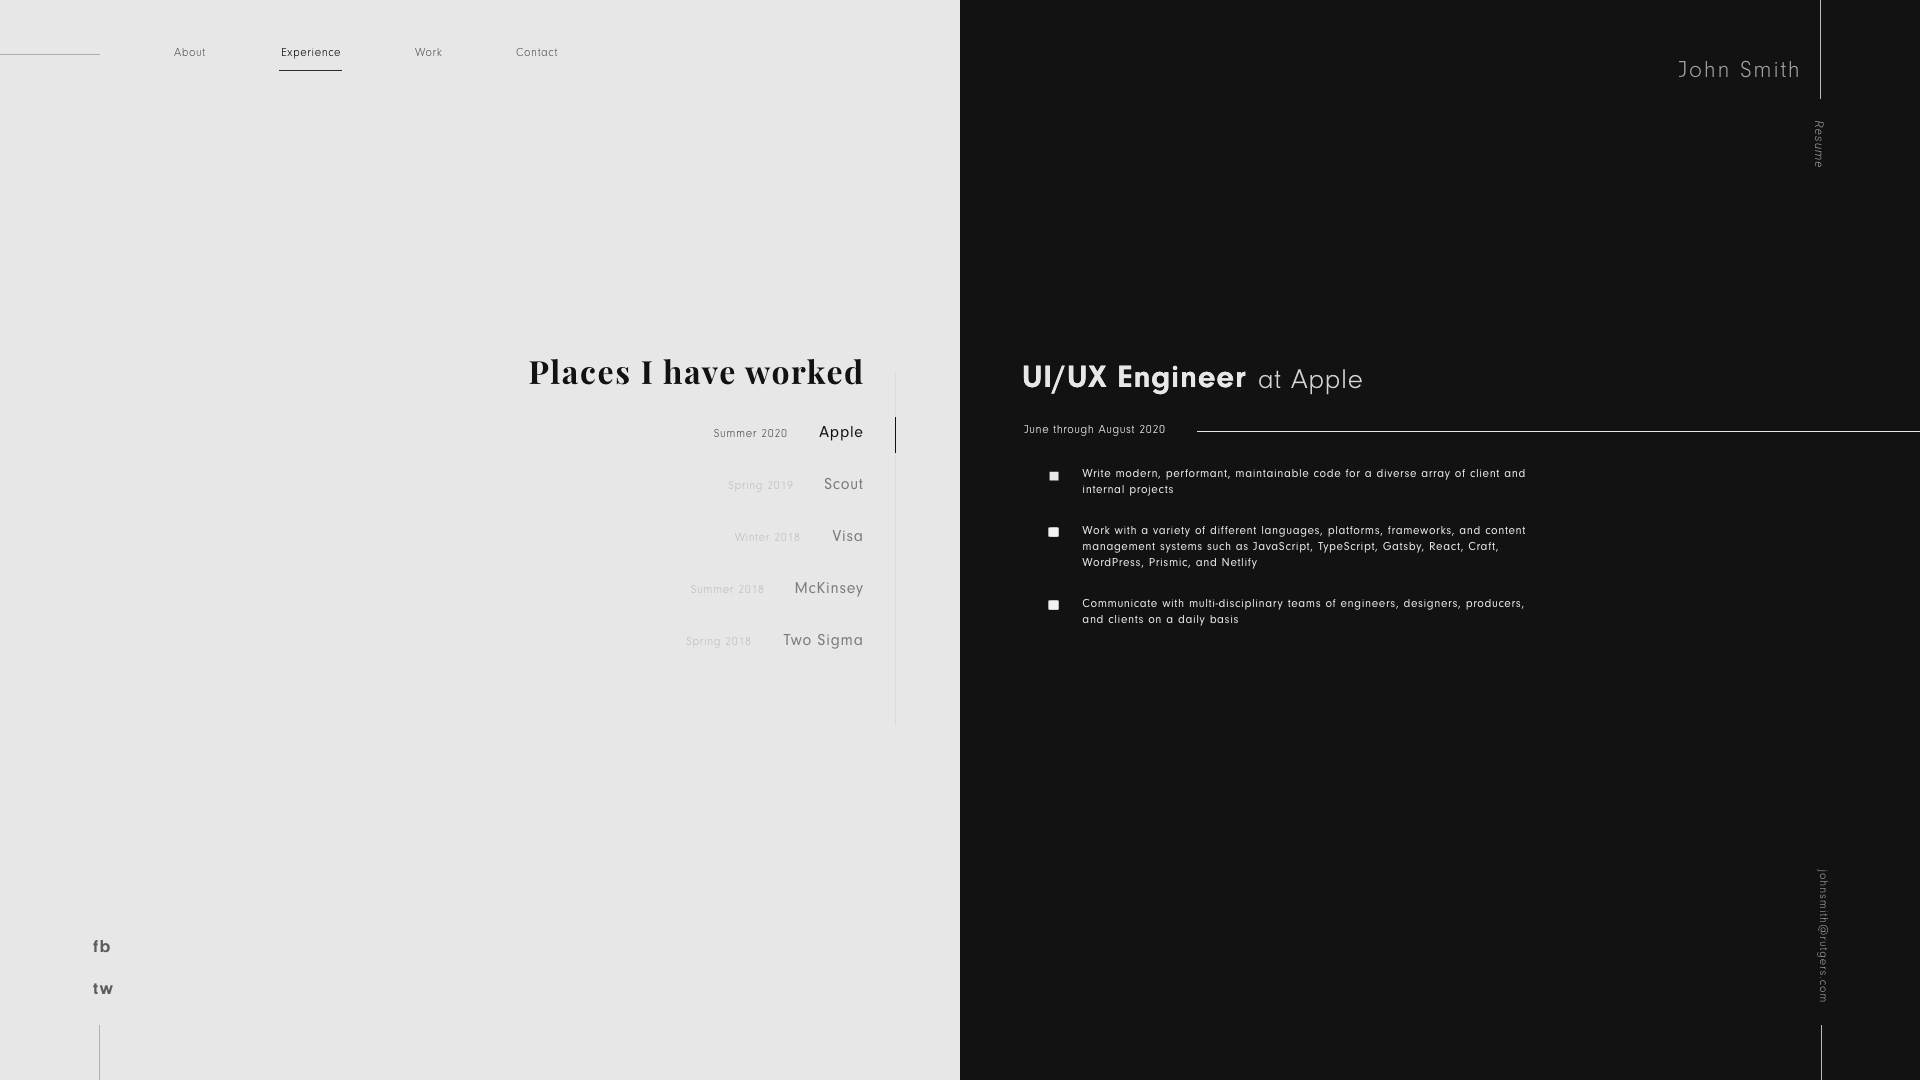 About
Experience
Work
Contact
John Smith
Resume
Places I have worked
Summer 2020 Apple
Spring 2019 Scout
Winter 2018 Visa
Summer 2018 McKinsey
Spring 2018 Two Sigma
fb
tw
UI/UX Engineer at Apple
June through August 2020
Write modern, performant, maintainable code for a diverse array of client and
internal projects
Work with a variety of different languages, platforms, frameworks, and content
management systems such as JavaScript, TypeScript, Gatsby, React, Craft,
WordPress, Prismic, and Netlify
Communicate with multi-disciplinary teams of engineers, designers, producers,
and clients on a daily basis
johnsmith@rutgers.com